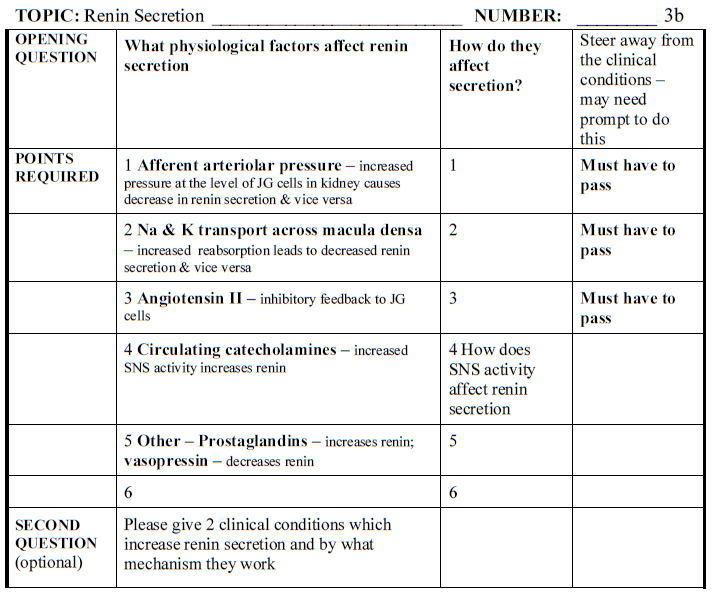 TOPIC: Renin Secretion ___________________________ NUMBER: _________ 3b
OPENING
QUESTION
What physiological factors affect renin
secretion
How do they
affect
secretion?
Steer away from
the clinical
conditions –
may need
prompt to do
this
POINTS
REQUIRED
1 Afferent arteriolar pressure – increased
pressure at the level of JG cells in kidney causes
decrease in renin secretion & vice versa
1
Must have to
pass
2 Na & K transport across macula densa
– increased reabsorption leads to decreased renin
secretion & vice versa
2
Must have to
pass
3 Angiotensin II – inhibitory feedback to JG
cells
3
Must have to
pass
4 Circulating catecholamines – increased
SNS activity increases renin
4 How does
SNS activity
affect renin
secretion
5 Other – Prostaglandins – increases renin;
vasopressin – decreases renin
5
6
6
SECOND
QUESTION
(optional)
Please give 2 clinical conditions which
increase renin secretion and by what
mechanism they work